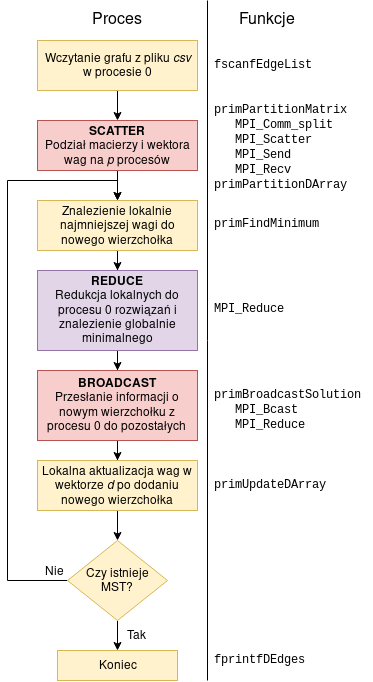 Proces
Funkcje
Wczytanie grafu z pliku csv
w procesie 0
fscanfEdgeList
SCATTER
Podział macierzy i wektora
wag na p procesów
primPartitionMatrix
MPI_Comm_split
MPI_Scatter
MPI_Send
MPI_Recv
primPartitionDArray
Znalezienie lokalnie
najmniejszej wagi do
nowego wierzchołka
primFindMinimum
REDUCE
Redukcja lokalnych do
procesu 0 rozwiązań i
znalezienie globalnie
minimalnego
MPI_Reduce
BROADCAST
Przesłanie informacji o
nowym wierzchołku z
procesu 0 do pozostałych
primBroadcastSolution
MPI_Bcast
MPI_Reduce
Lokalna aktualizacja wag w
wektorze d po dodaniu
nowego wierzchołka
primUpdateDArray
Nie
Czy istnieje
MST?
Tak
Koniec
fprintfDEdges